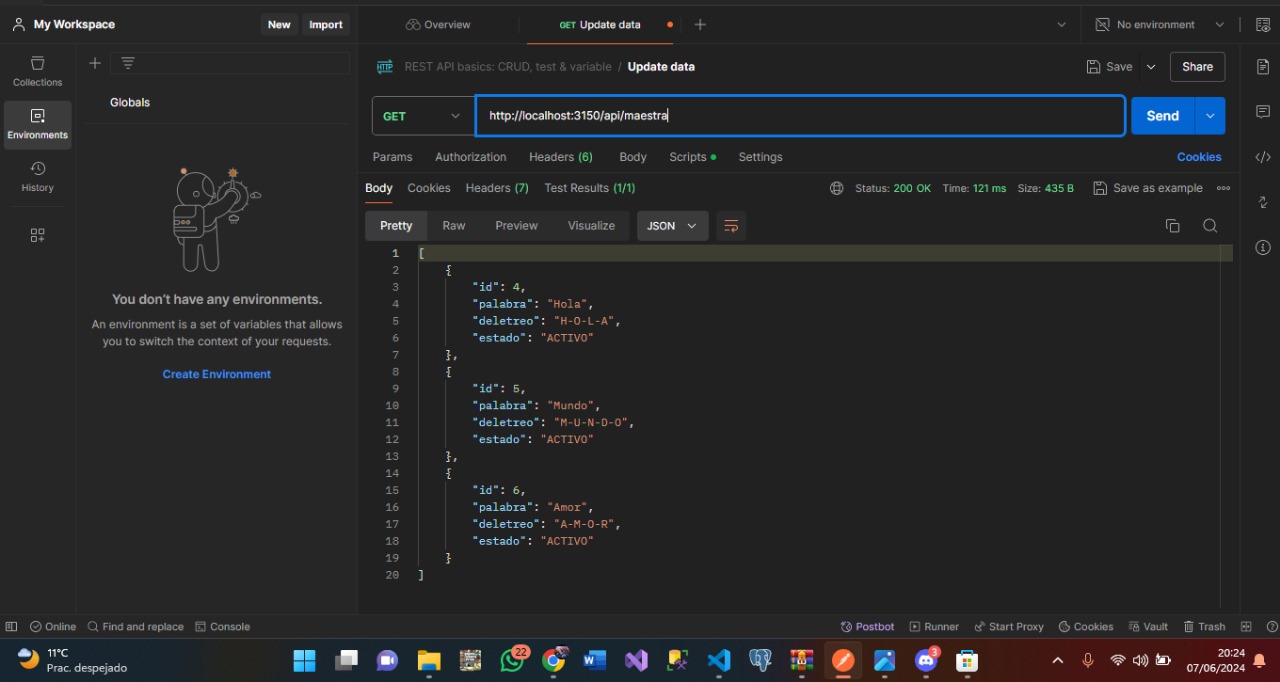 My Workspace
New
Import
Overview
GET Update data
No environment
Collections
Environments
History
Globals
You don't have any environments.
An environment is a set of variables that allows
you to switch the context of your requests.
Create Environment
HTTP REST API basics: CRUD, test & variable / Update data
Save
Share
GET
http://localhost:3150/api/maestra
Send
Params
Authorization
Headers (6)
Body
Scripts
Settings
Cookies
Body
Cookies
Headers (7)
Test Results (1/1)
Status: 200 OK
Time: 121 ms
Size: 435 B
Save as example
Pretty
Raw
Preview
Visualize
JSON
1 [
2 {
3 "id": 4,
4 "palabra": "Hola",
5 "deletreo": "H-O-L-A",
6 "estado": "ACTIVO"
7 },
8 {
9 "id": 5,
10 "palabra": "Mundo",
11 "deletreo": "M-U-N-D-O",
12 "estado": "ACTIVO"
13 },
14 {
15 "id": 6,
16 "palabra": "Amor",
17 "deletreo": "A-M-O-R",
18 "estado": "ACTIVO"
19 }
20 ]
Online
Find and replace
Console
Postbot
Runner
Start Proxy
Cookies
Vault
Trash
11°C
Prac. despejado
22
3
20:24
07/06/2024